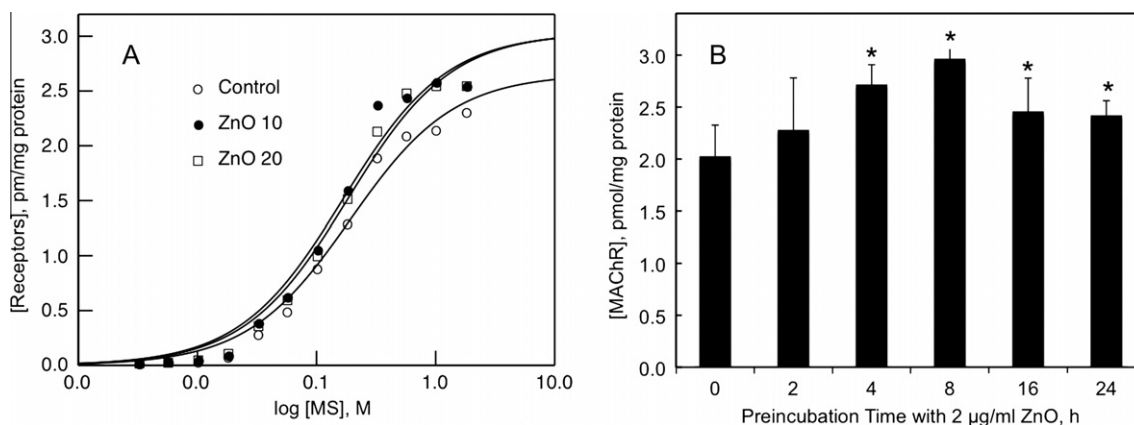 A
Control
ZnO 10
ZnO 20
[Receptors], pm/mg protein
3.0
2.5
2.0
1.5
1.0
0.5
0.0
0.0 0.0 0.1 1.0 10.0
log [MS], M
B
[MAChR], pmol/mg protein
3.0
2.5
2.0
1.5
1.0
0.5
0.0
* * * *
0 2 4 8 16 24
Preincubation Time with 2 µg/ml ZnO, h